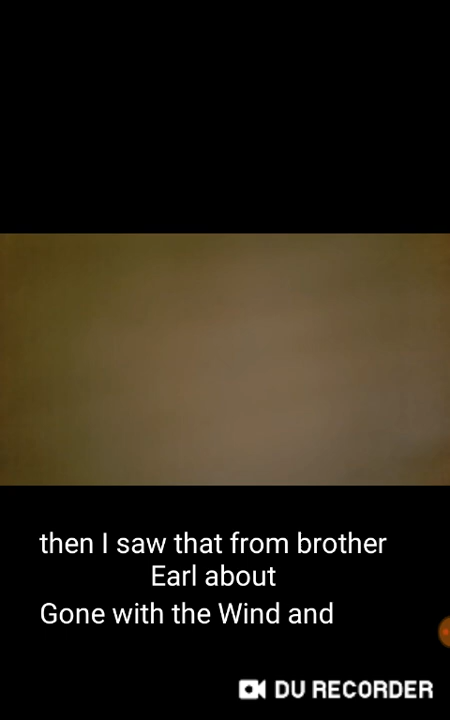 then I saw that from brother
Earl about
Gone with the Wind and
DU RECORDER